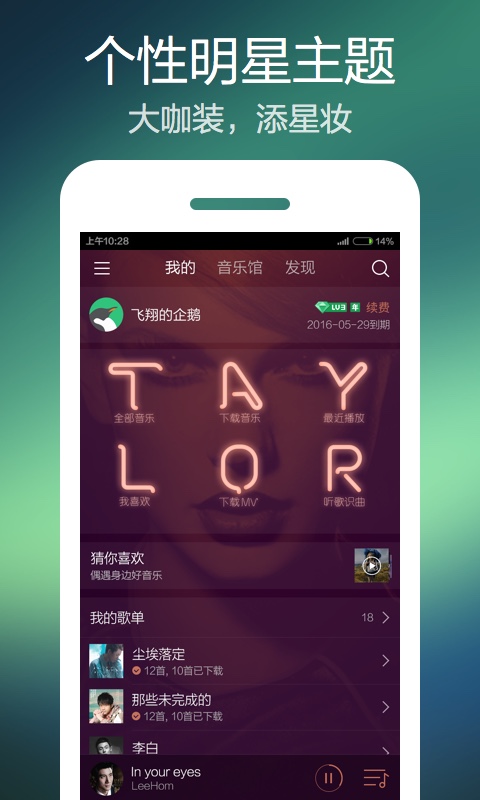 个性明星主题
大咖装，添星妆
上午10:28
14%
我的 音乐馆 发现
飞翔的企鹅
LV3 年 续费
2016-05-29到期
T A Y
全部音乐 下载音乐 最近播放
L O R
我喜欢 下载MV 听歌识曲
猜你喜欢
偶遇身边好音乐
我的歌单 18
尘埃落定
12首, 10首已下载
那些未完成的
12首, 10首已下载
李白
In your eyes
LeeHom